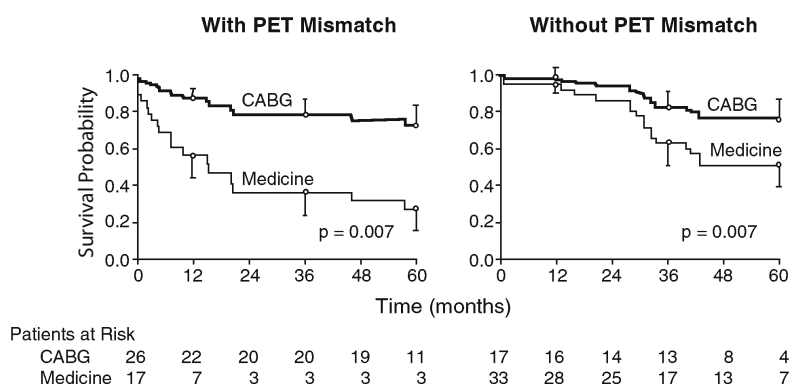 With PET Mismatch Without PET Mismatch
Survival Probability
1.0
0.8
0.6
0.4
0.2
0.0
CABG
Medicine
p = 0.007
0 12 24 36 48 60
1.0
0.8
0.6
0.4
0.2
0.0
CABG
Medicine
p = 0.007
0 12 24 36 48 60
Time (months)
Patients at Risk
CABG 26 22 20 20 19 11 17 16 14 13 8 4
Medicine 17 7 3 3 3 3 33 28 25 17 13 7